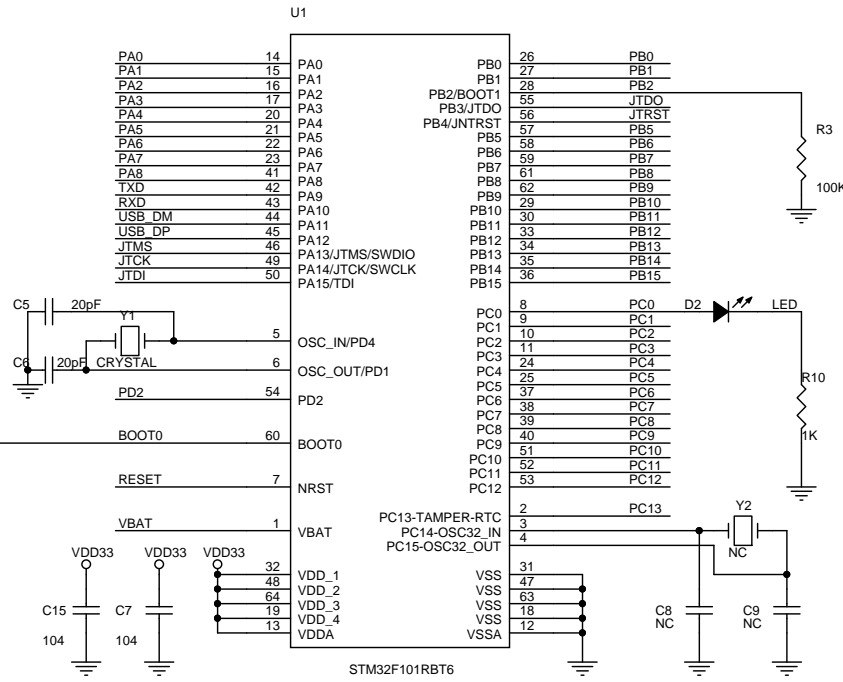 U1
PA0 14 PA0 PB0 26 PB0
PA1 15 PA1 PB1 27 PB1
PA2 16 PA2 PB2/BOOT1 28 PB2
PA3 17 PA3 PB3/JTDO 55 JTDO
PA4 20 PA4 PB4/JNTRST 56 JTRST
PA5 21 PA5 PB5 57 PB5
PA6 22 PA6 PB6 58 PB6
PA7 23 PA7 PB7 59 PB7
PA8 41 PA8 PB8 61 PB8
TXD 42 PA9 PB9 62 PB9
RXD 43 PA10 PB10 29 PB10
USB_DM 44 PA11 PB11 30 PB11
USB_DP 45 PA12 PB12 33 PB12
JTMS 46 PA13/JTMS/SWDIO PB13 34 PB13
JTCK 49 PA14/JTCK/SWCLK PB14 35 PB14
JTDI 50 PA15/TDI PB15 36 PB15
R3
100K
C5 20pF Y1
5 OSC_IN/PD4
C6 20pF CRYSTAL
6 OSC_OUT/PD1
PD2 54 PD2
BOOT0 60 BOOT0
RESET 7 NRST
VBAT 1 VBAT
PC0 8 PC0 D2 LED
PC1 9 PC1
PC2 10 PC2
PC3 11 PC3
PC4 24 PC4
PC5 25 PC5
PC6 37 PC6
PC7 38 PC7
PC8 39 PC8
PC9 40 PC9
PC10 51 PC10
PC11 52 PC11
PC12 53 PC12
R10
1K
PC13-TAMPER-RTC 2 PC13
PC14-OSC32_IN 3
PC15-OSC32_OUT 4
Y2
NC
VDD33 VDD33 VDD33
32 VDD_1 VSS 31
48 VDD_2 VSS 47
64 VDD_3 VSS 63
19 VDD_4 VSS 18
13 VDDA VSSA 12
C15 C7
104 104
C8 C9
NC NC
STM32F101RBT6